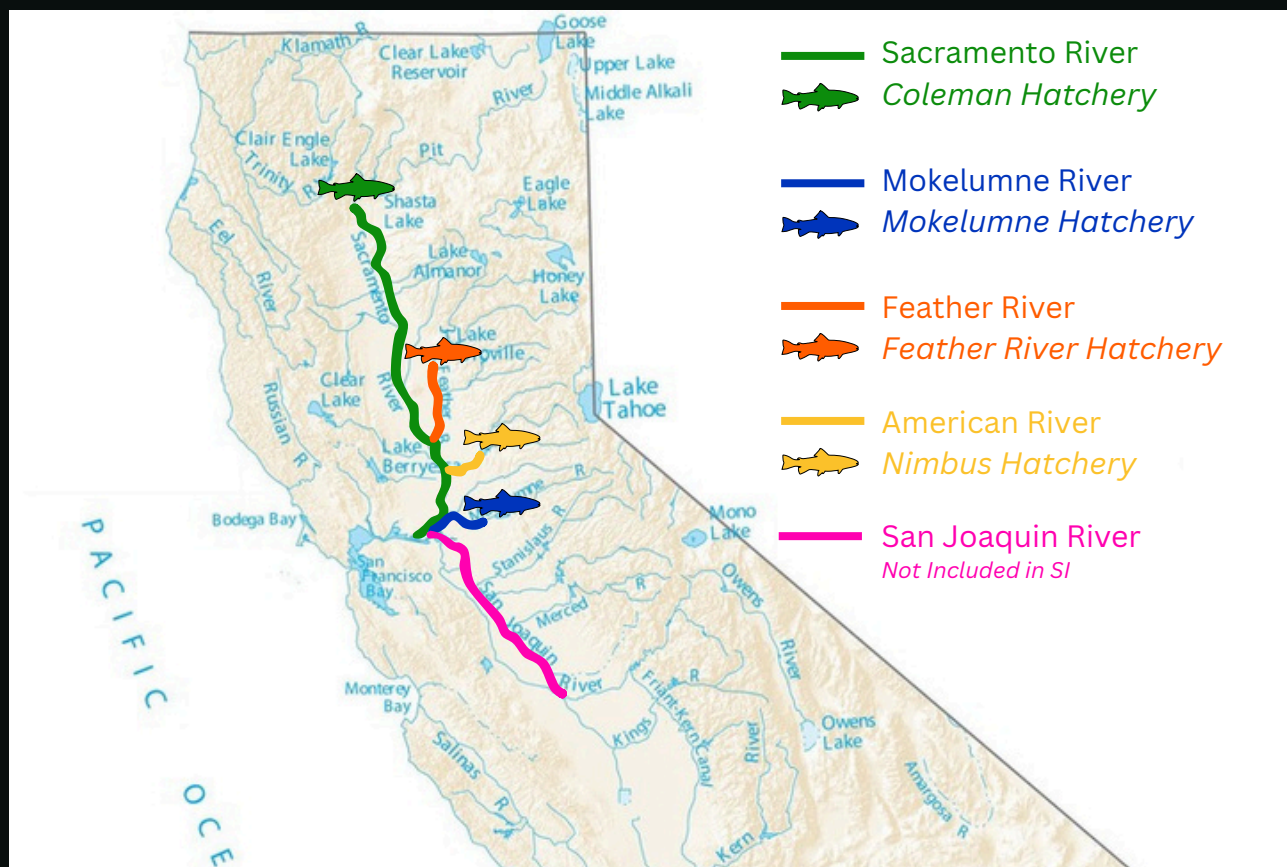 Sacramento River
Coleman Hatchery
Mokelumne River
Mokelumne Hatchery
Feather River
Feather River Hatchery
American River
Nimbus Hatchery
San Joaquin River
Not Included in SI
Goose
Lake
Klamath R
Clear Lake
Reservoir
Upper Lake
Middle Alkali
Lake
River
Pit
Clair Engle
Lake
Trinity
R
Shasta
Lake
Eagle
Lake
Eel
River
Sacramento
River
Lake
Almanor
Honey
Lake
Lake
Feather
R
Clear
Lake
Lake
Tahoe
Russian R
Lake
R
Bodega Bay
San
Francisco
Bay
Stanislaus R
Mono
Lake
San Joaquin
River
Merced
R
Owens
River
Monterey
Bay
Friant-Kern Canal
R
Kings
River
Owens
Lake
Salinas
R
Amargosa R
Kern
PACIFIC
OCE